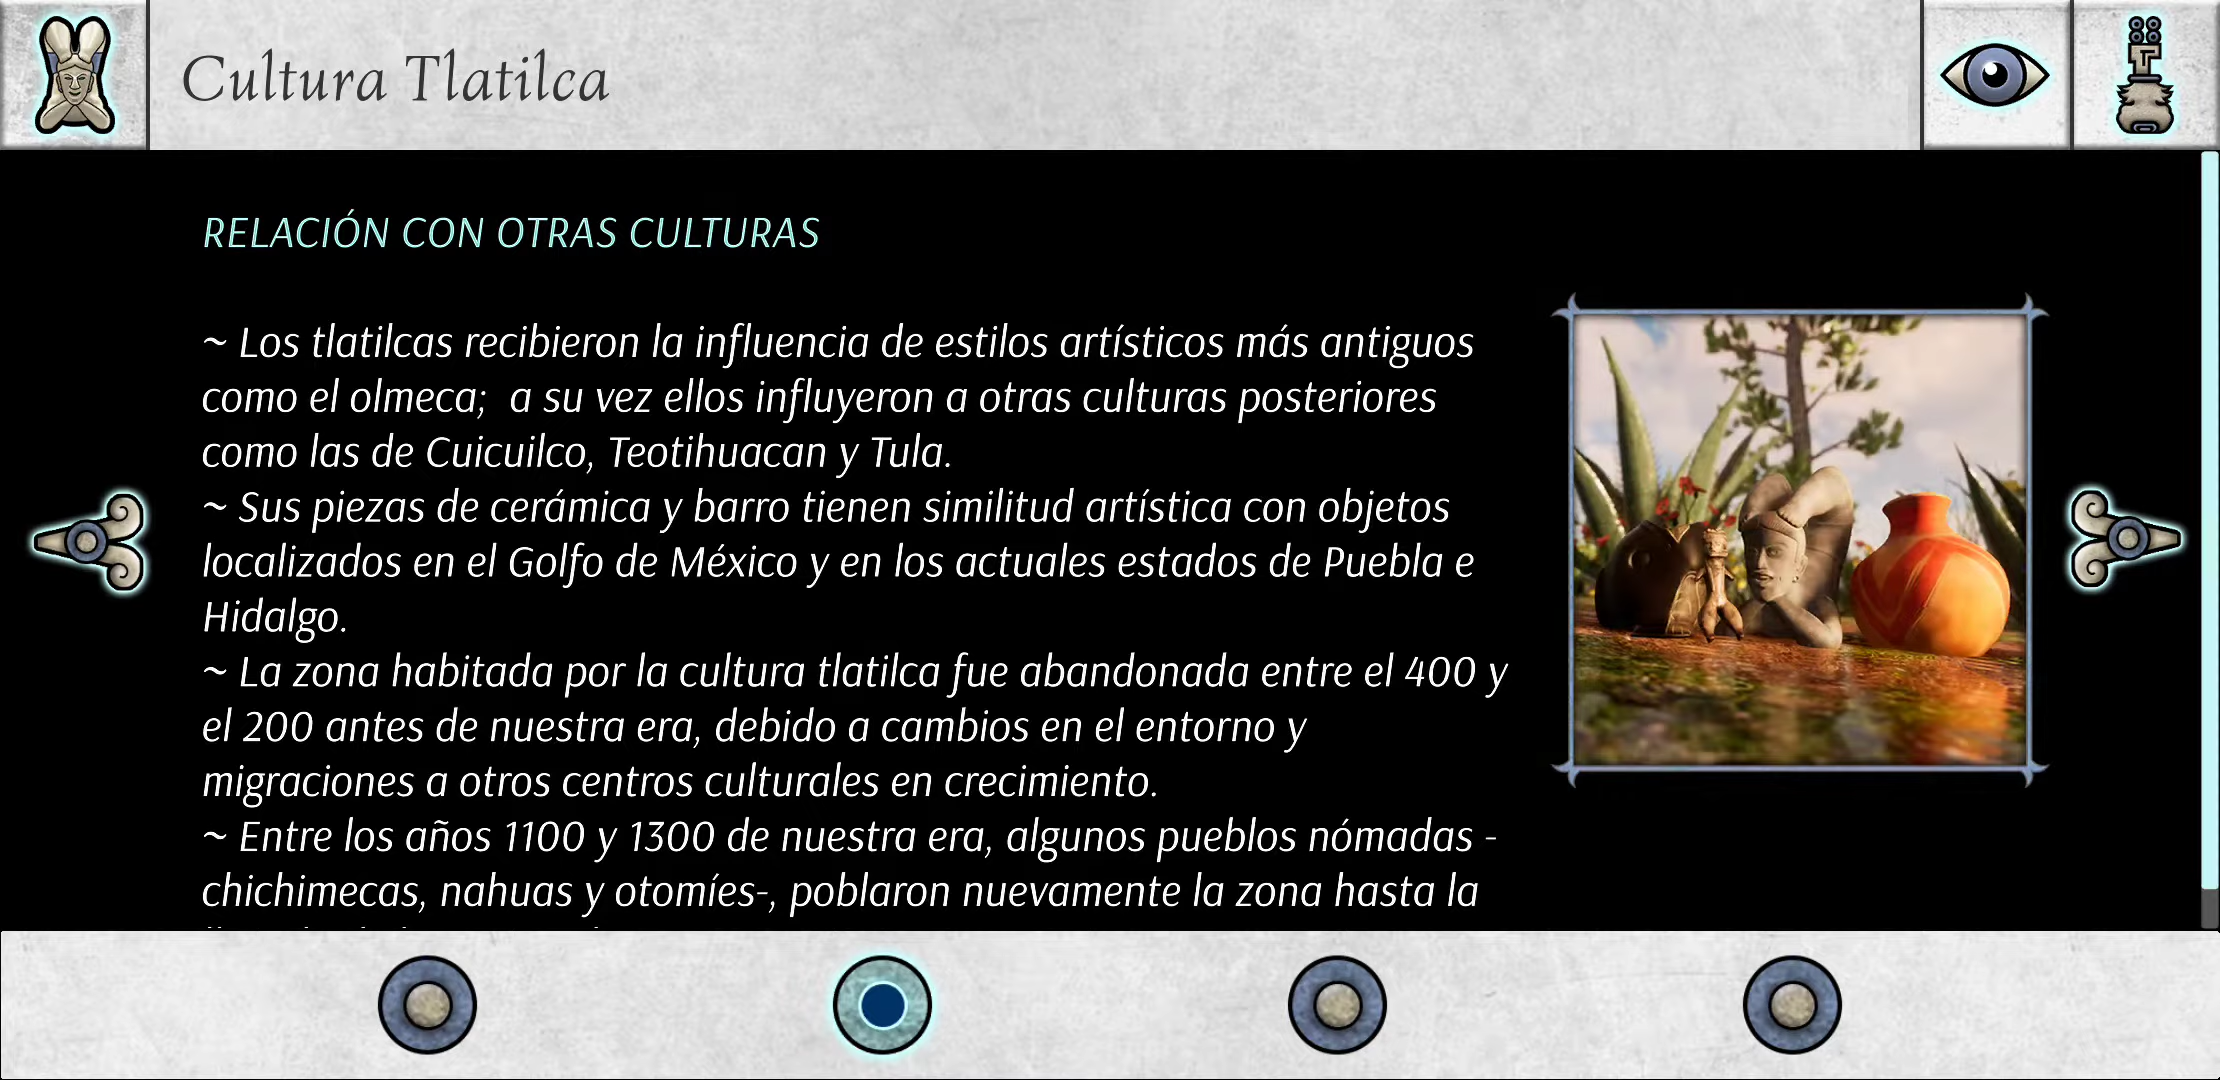 Cultura Tlatilca
RELACIÓN CON OTRAS CULTURAS
~ Los tlatilcas recibieron la influencia de estilos artísticos más antiguos
como el olmeca;  a su vez ellos influyeron a otras culturas posteriores
como las de Cuicuilco, Teotihuacan y Tula.
~ Sus piezas de cerámica y barro tienen similitud artística con objetos
localizados en el Golfo de México y en los actuales estados de Puebla e
Hidalgo.
~ La zona habitada por la cultura tlatilca fue abandonada entre el 400 y
el 200 antes de nuestra era, debido a cambios en el entorno y
migraciones a otros centros culturales en crecimiento.
~ Entre los años 1100 y 1300 de nuestra era, algunos pueblos nómadas -
chichimecas, nahuas y otomíes-, poblaron nuevamente la zona hasta la